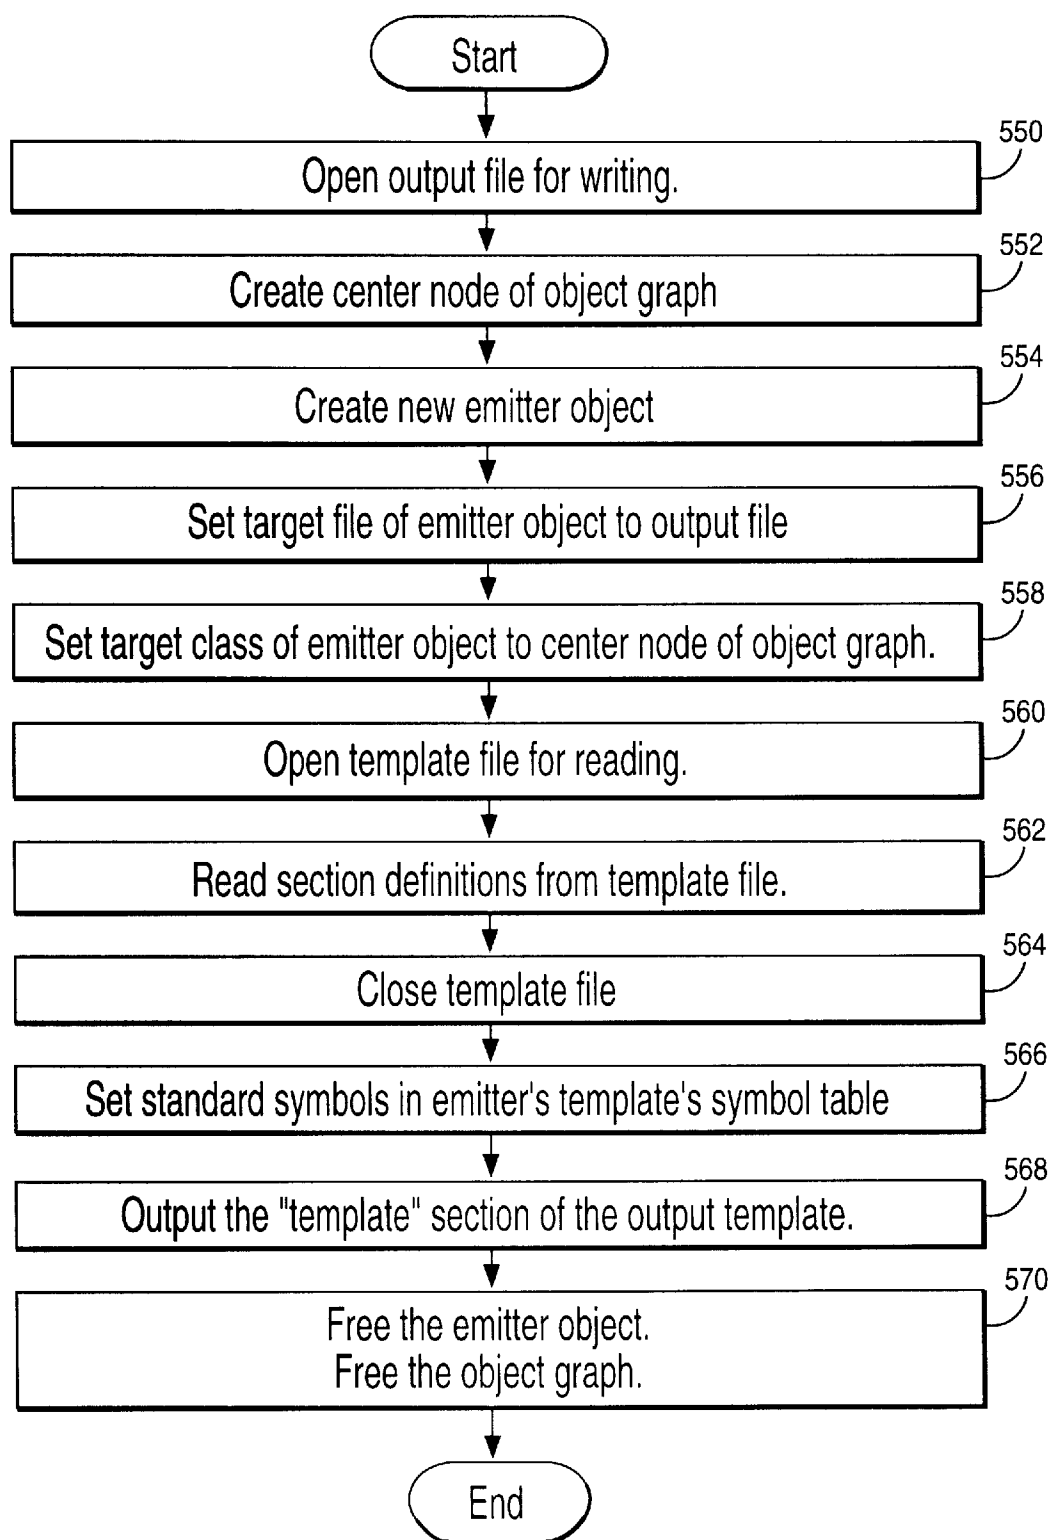 Start
550
Open output file for writing.
552
Create center node of object graph
554
Create new emitter object
556
Set target file of emitter object to output file
558
Set target class of emitter object to center node of object graph.
560
Open template file for reading.
562
Read section definitions from template file.
564
Close template file
566
Set standard symbols in emitter's template's symbol table
568
Output the "template" section of the output template.
570
Free the emitter object.
Free the object graph.
End